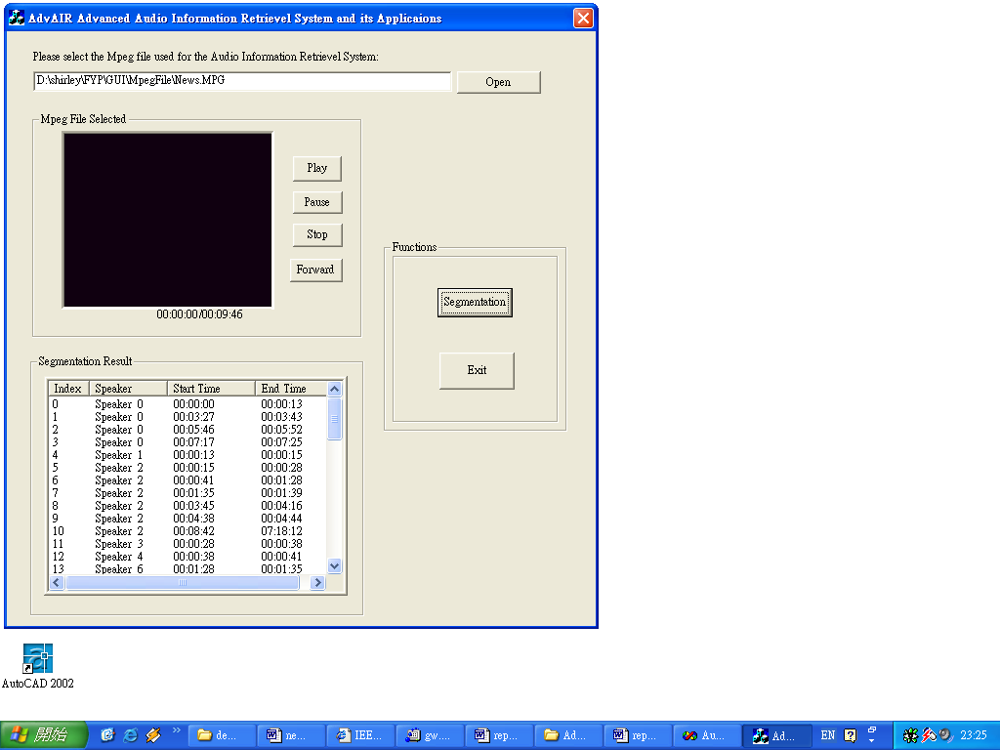 AdvAIR Advanced Audio Information Retrievel System and its Applicaions
Please select the Mpeg file used for the Audio Information Retrievel System:
D:\shirley\FYP\GUI\MpegFile\News.MPG
Open
Mpeg File Selected
Play
Pause
Stop
Forward
00:00:00/00:09:46
Functions
Segmentation
Exit
Segmentation Result
Index Speaker Start Time End Time
0 Speaker 0 00:00:00 00:00:13
1 Speaker 0 00:03:27 00:03:43
2 Speaker 0 00:05:46 00:05:52
3 Speaker 0 00:07:17 00:07:25
4 Speaker 1 00:00:13 00:00:15
5 Speaker 2 00:00:15 00:00:28
6 Speaker 2 00:00:41 00:01:28
7 Speaker 2 00:01:35 00:01:39
8 Speaker 2 00:03:45 00:04:16
9 Speaker 2 00:04:38 00:04:44
10 Speaker 2 00:08:42 07:18:12
11 Speaker 3 00:00:28 00:00:38
12 Speaker 4 00:00:38 00:00:41
13 Speaker 6 00:01:28 00:01:35
AutoCAD 2002
開始 de... ne... IEE... gw.... rep... Ad... rep... Au... Ad... EN 23:25